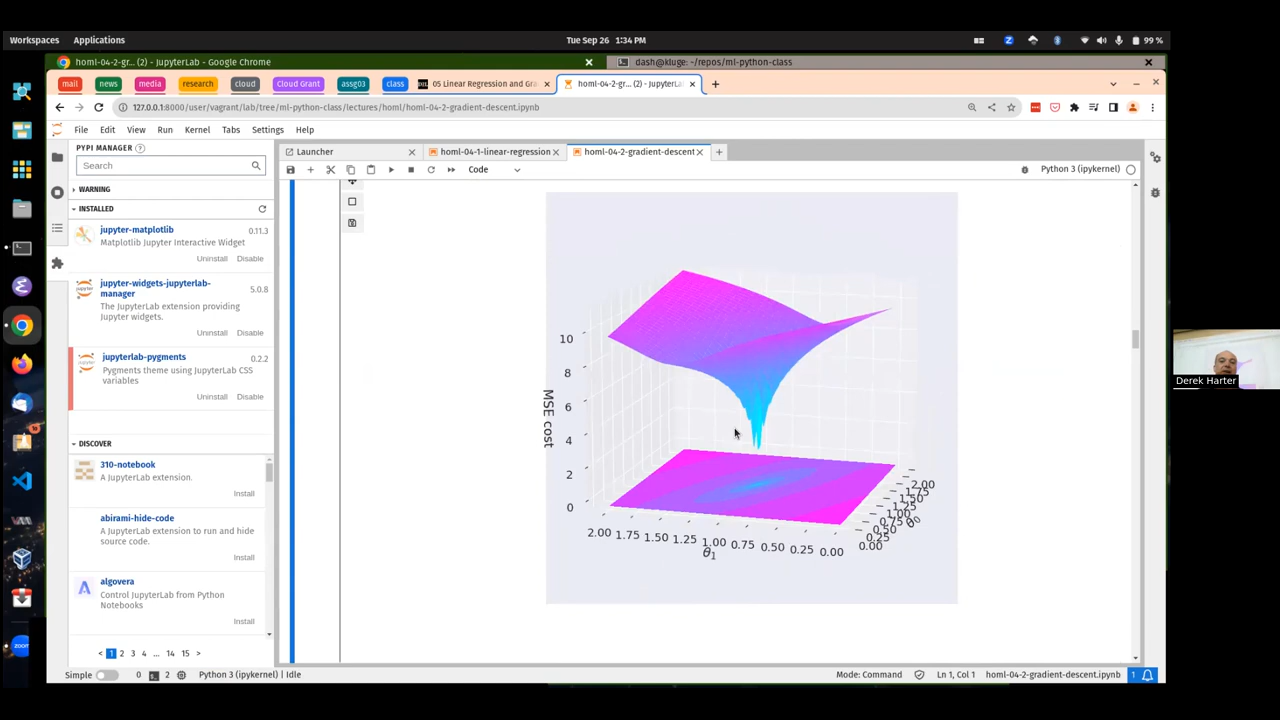 Workspaces Applications Tue Sep 26 1:34 PM 99 %
homl-04-2-gr... (2) - JupyterLab - Google Chrome dash@kluge: ~/repos/ml-python-class
mail news media research cloud Cloud Grant assg03 class 05 Linear Regression and Gra homl-04-2-gr... (2) - JupyterLa
127.0.0.1:8000/user/vagrant/lab/tree/ml-python-class/lectures/homl/homl-04-2-gradient-descent.ipynb
File Edit View Run Kernel Tabs Settings Help
PYPI MANAGER ?
Search
WARNING
INSTALLED
jupyter-matplotlib 0.11.3
Matplotlib Jupyter Interactive Widget
Uninstall Disable
jupyter-widgets-jupyterlab-
manager 5.0.8
The JupyterLab extension providing
Jupyter widgets.
Uninstall Disable
jupyterlab-pygments 0.2.2
Pygments theme using JupyterLab CSS
variables
Uninstall Disable
DISCOVER
310-notebook
A JupyterLab extension.
Install
abirami-hide-code
A JupyterLab extension to run and hide
source code.
Install
algovera
Control JupyterLab from Python
Notebooks
Install
< 1 2 3 4 ... 14 15 >
Launcher homl-04-1-linear-regression homl-04-2-gradient-descent
Code Python 3 (ipykernel)
10
8
6
4
2
0
MSE cost
2.00 1.75 1.50 1.25 1.00 0.75 0.50 0.25 0.00
θ1
0.00 0.25 0.50 0.75 1.00 1.25 1.50 1.75 2.00
θ0
Derek Harter
Simple 0 2 Python 3 (ipykernel) | Idle Mode: Command Ln 1, Col 1 homl-04-2-gradient-descent.ipynb 1